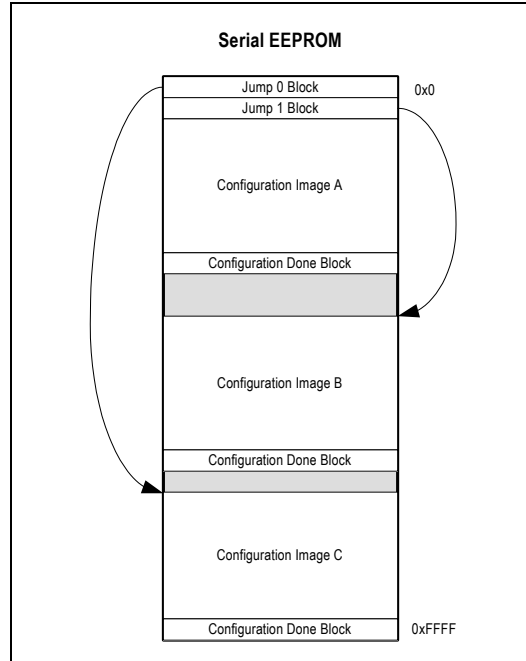 Serial EEPROM
Jump 0 Block
0x0
Jump 1 Block
Configuration Image A
Configuration Done Block
Configuration Image B
Configuration Done Block
Configuration Image C
Configuration Done Block
0xFFFF